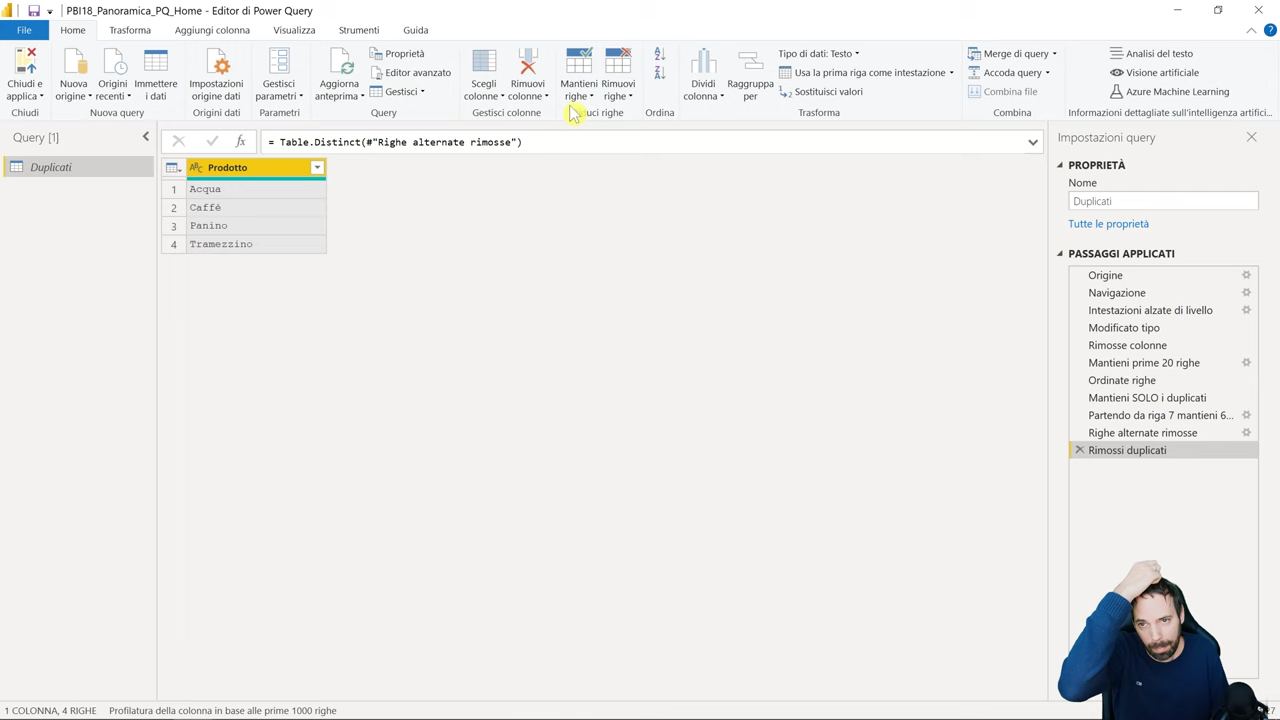 PBI18_Panoramica_PQ_Home - Editor di Power Query
File Home Trasforma Aggiungi colonna Visualizza Strumenti Guida
Chiudi e applica
Nuova origine
Origini recenti
Immettere i dati
Impostazioni origine dati
Gestisci parametri
Aggiorna anteprima
Proprietà
Editor avanzato
Gestisci
Scegli colonne
Rimuovi colonne
Mantieni righe
Rimuovi righe
Dividi colonna
Raggruppa per
Tipo di dati: Testo
Usa la prima riga come intestazione
Sostituisci valori
Merge di query
Accoda query
Combina file
Analisi del testo
Visione artificiale
Azure Machine Learning
Chiudi
Nuova query
Origini dati
Parametri
Query
Gestisci colonne
righe
Ordina
Trasforma
Combina
Informazioni dettagliate sull'intelligenza artifici...
Query [1]
Duplicati
= Table.Distinct(#"Righe alternate rimosse")
Prodotto
1 Acqua
2 Caffè
3 Panino
4 Tramezzino
Impostazioni query
PROPRIETÀ
Nome
Duplicati
Tutte le proprietà
PASSAGGI APPLICATI
Origine
Navigazione
Intestazioni alzate di livello
Modificato tipo
Rimosse colonne
Mantieni prime 20 righe
Ordinate righe
Mantieni SOLO i duplicati
Partendo da riga 7 mantieni 6...
Righe alternate rimosse
Rimossi duplicati
1 COLONNA, 4 RIGHE Profilatura della colonna in base alle prime 1000 righe